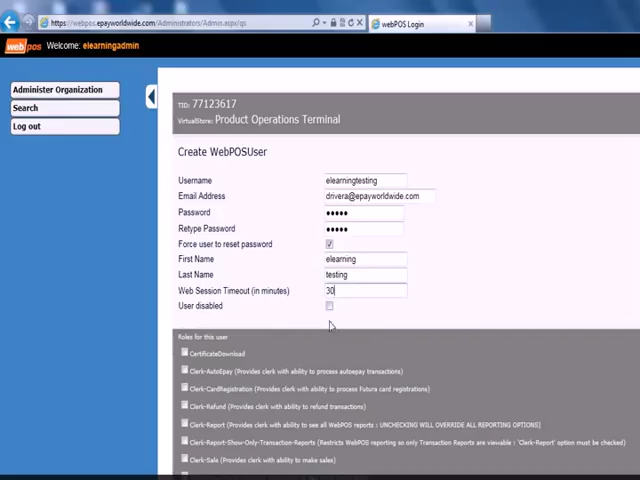 https://webpos.epayworldwide.com/Administrators/Admin.aspx/qs
webPOS Login
webpos Welcome: elearningadmin
Administer Organization
Search
Log out
TID: 77123617
VirtualStore: Product Operations Terminal
Create WebPOSUser
Username elearningtesting
Email Address drivera@epayworldwide.com
Password •••••
Retype Password •••••
Force user to reset password
First Name elearning
Last Name testing
Web Session Timeout (in minutes) 30
User disabled
Roles for this user
CertificateDownload
Clerk-AutoEpay (Provides clerk with ability to process autoepay transactions)
Clerk-CardRegistration (Provides clerk with ability to process Futura card registrations)
Clerk-Refund (Provides clerk with ability to refund transactions)
Clerk-Report (Provides clerk with ability to see all WebPOS reports : UNCHECKING WILL OVERRIDE ALL REPORTING OPTIONS)
Clerk-Report-Show-Only-Transaction-Reports (Restricts WebPOS reporting so only Transaction Reports are viewable : 'Clerk-Report' option must be checked)
Clerk-Sale (Provides clerk with ability to make sales)